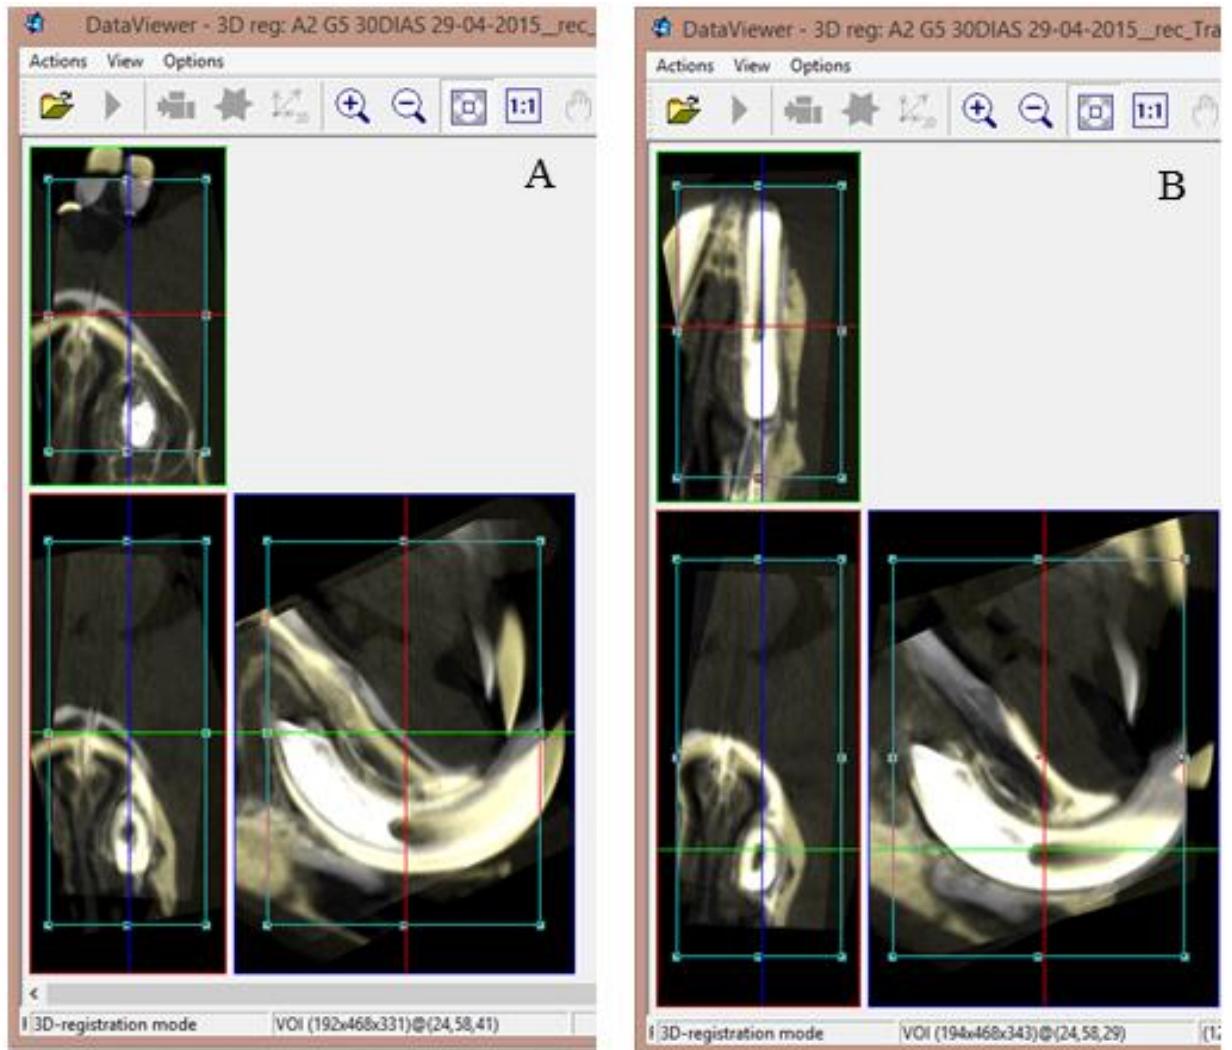 DataViewer - 3D reg: A2 G5 30DIAS 29-04-2015__rec_
Actions View Options
1:1
A
3D-registration mode VOI (192x468x331)@(24,58,41)
DataViewer - 3D reg: A2 G5 30DIAS 29-04-2015__rec_Tra
Actions View Options
1:1
B
3D-registration mode VOI (194x468x343)@(24,58,29)